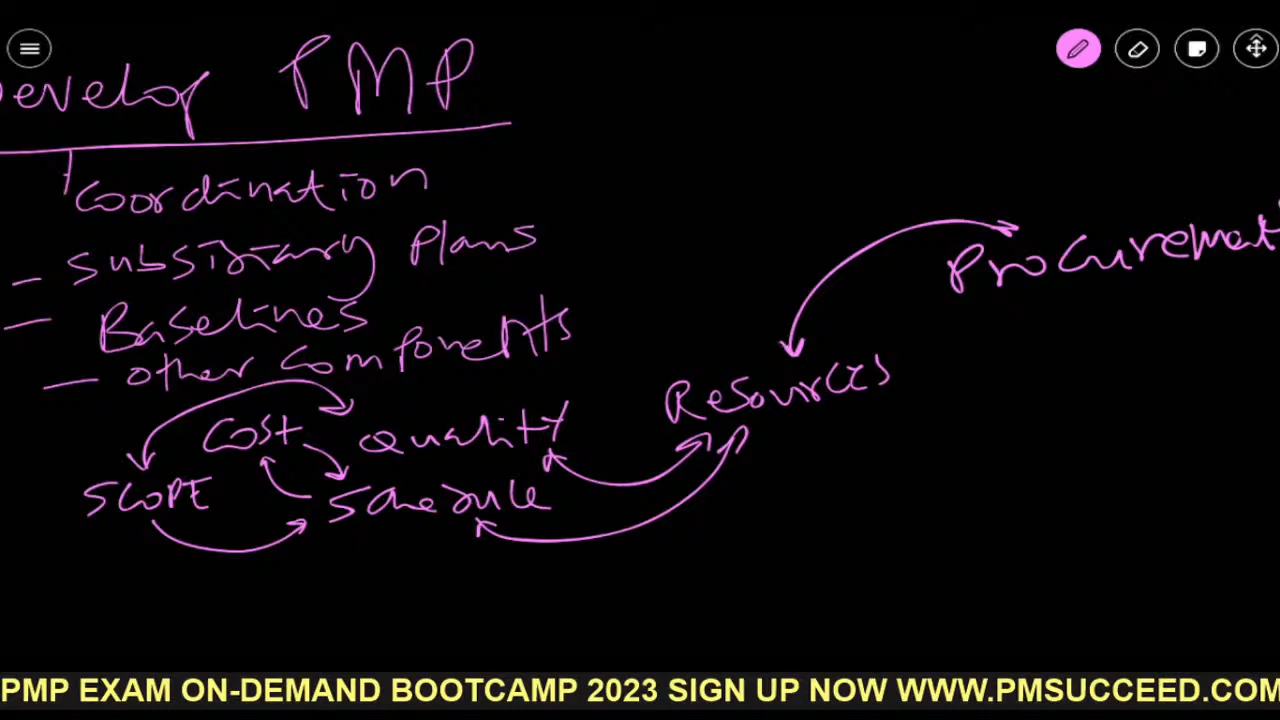 Develop PMP
Coordination
- Subsidiary Plans
- Baselines
- other components
Cost Quality
SCOPE Schedule
Resources
Procurement
PMP EXAM ON-DEMAND BOOTCAMP 2023 SIGN UP NOW WWW.PMSUCCEED.COM